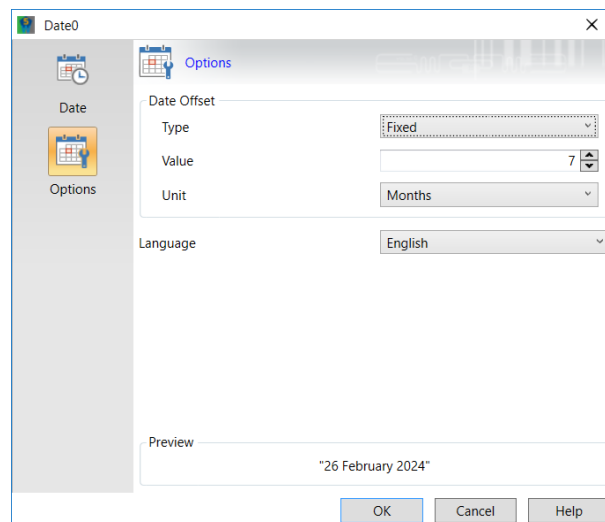 Date0
Date
Options
Options
Date Offset
Type
Fixed
Value
7
Unit
Months
Language
English
Preview
"26 February 2024"
OK
Cancel
Help